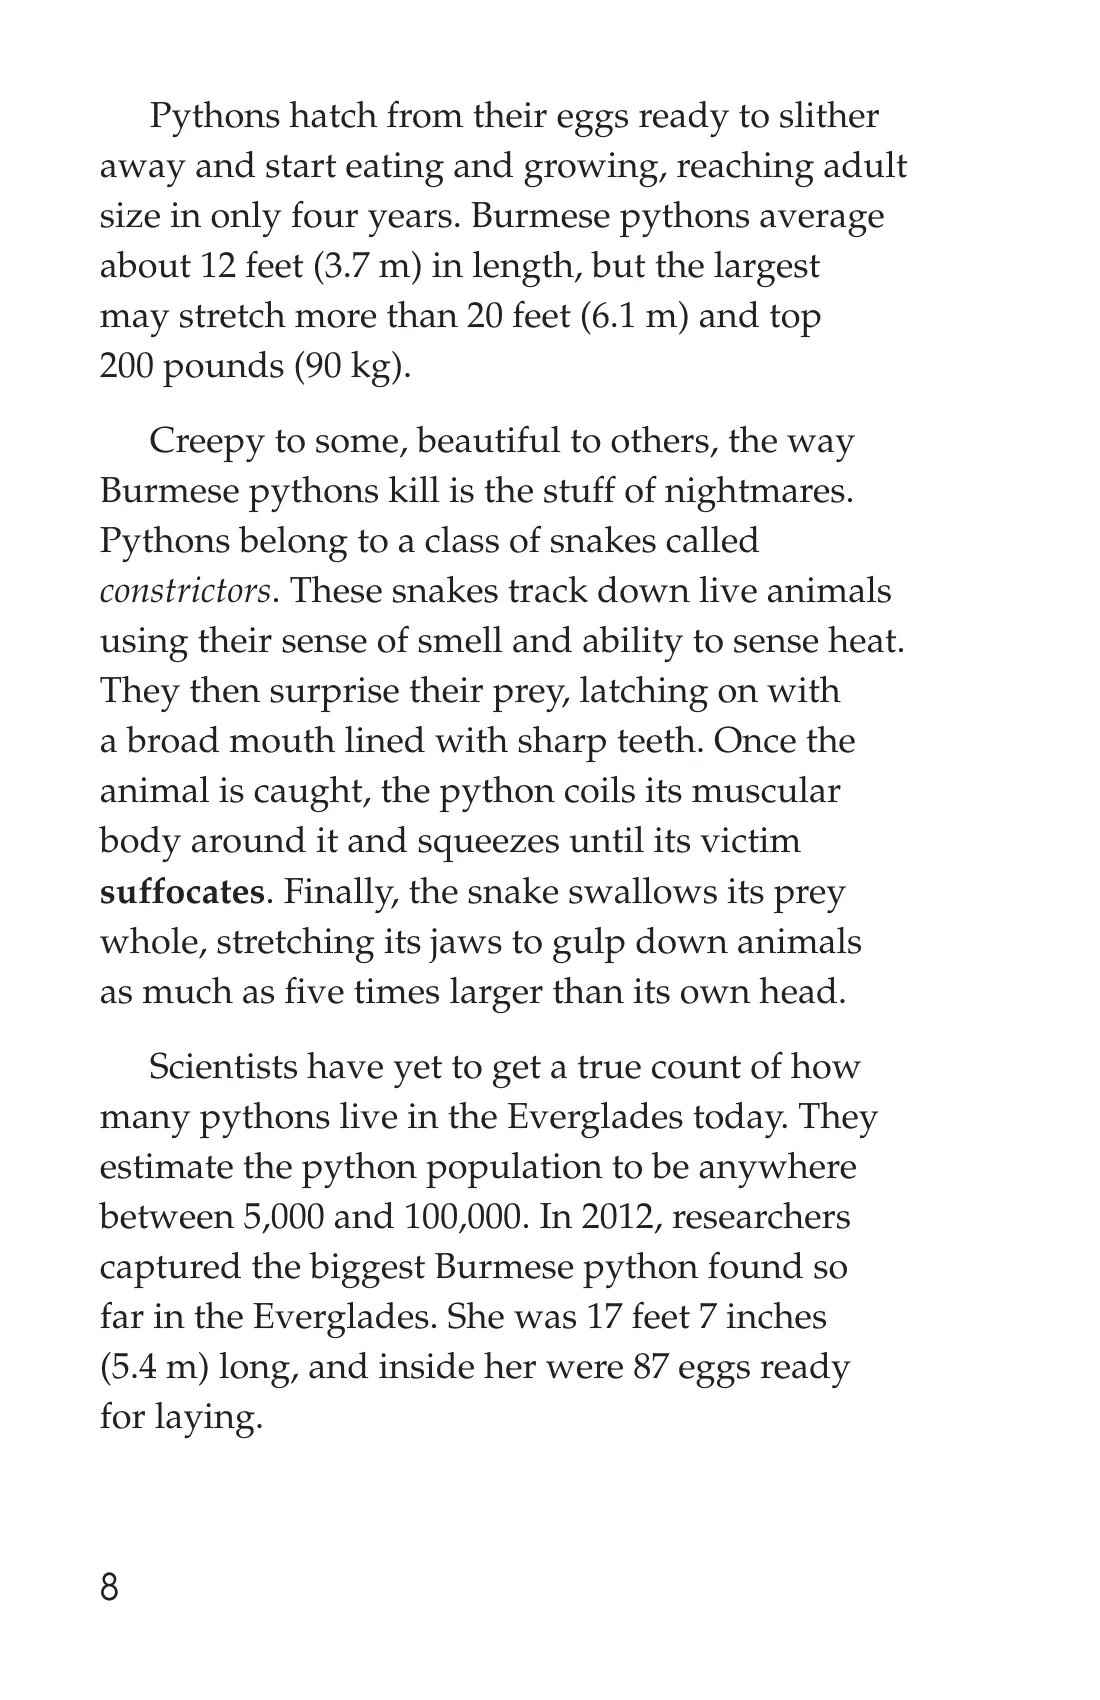 Pythons hatch from their eggs ready to slither
away and start eating and growing, reaching adult
size in only four years. Burmese pythons average
about 12 feet (3.7 m) in length, but the largest
may stretch more than 20 feet (6.1 m) and top
200 pounds (90 kg).
Creepy to some, beautiful to others, the way
Burmese pythons kill is the stuff of nightmares.
Pythons belong to a class of snakes called
constrictors. These snakes track down live animals
using their sense of smell and ability to sense heat.
They then surprise their prey, latching on with
a broad mouth lined with sharp teeth. Once the
animal is caught, the python coils its muscular
body around it and squeezes until its victim
suffocates. Finally, the snake swallows its prey
whole, stretching its jaws to gulp down animals
as much as five times larger than its own head.
Scientists have yet to get a true count of how
many pythons live in the Everglades today. They
estimate the python population to be anywhere
between 5,000 and 100,000. In 2012, researchers
captured the biggest Burmese python found so
far in the Everglades. She was 17 feet 7 inches
(5.4 m) long, and inside her were 87 eggs ready
for laying.
8